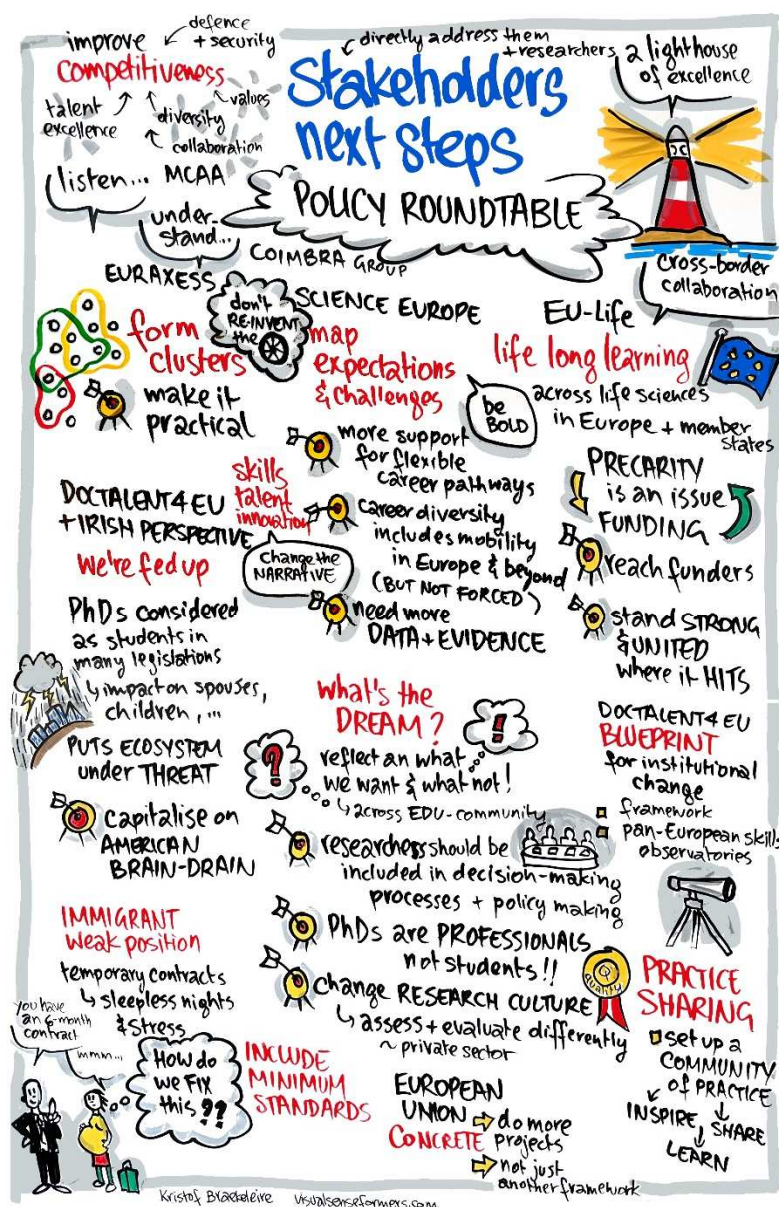 improve
defence
+ security
competitiveness
talent
excellence
diversity
values
collaboration
directly address them
+ researchers
Stakeholders
next steps
POLICY ROUNDTABLE
a lighthouse
of excellence
listen...
MCAA
under-
stand...
COIMBRA GROUP
EURAXESS
cross-border
collaboration
don't
RE-INVENT
the
SCIENCE EUROPE
EU-LIFE
form
clusters
make it
practical
map
expectations
& challenges
be
BOLD
life long learning
across life sciences
in Europe + member
states
more support
for flexible
career pathways
career diversity
includes mobility
in Europe & beyond
(BUT NOT FORCED)
need more
DATA + EVIDENCE
PRECARITY
is an issue
FUNDING
reach funders
stand STRONG
& UNITED
where it HITS
skills
talent
innovation
DOCTALENT4EU
+ IRISH PERSPECTIVE
change the
NARRATIVE
we're fed up
PhDs considered
as students in
many legislations
impact on spouses,
children, ...
PUTS ECOSYSTEM
under THREAT
capitalise on
AMERICAN
BRAIN-DRAIN
what's the
DREAM?
?
!
reflect an what
we want & what not!
across EDU-community
researchers should be
included in decision-making
processes + policy making
PhDs are PROFESSIONALS
not students!!
change RESEARCH CULTURE
assess + evaluate differently
~ private sector
Q
quality
DOCTALENT4EU
BLUEPRINT
for institutional
change
framework
pan-European skills
observatories
PRACTICE
SHARING
set up a
COMMUNITY
of PRACTICE
INSPIRE
SHARE
LEARN
IMMIGRANT
weak position
temporary contracts
sleepless nights
& stress
you have
an 6-month
contract
mmm...
How do
we FIX
this ??
INCLUDE
MINIMUM
STANDARDS
EUROPEAN
UNION
CONCRETE
do more
projects
not just
another framework
Kristof Braekeleire visualsenseformers.com